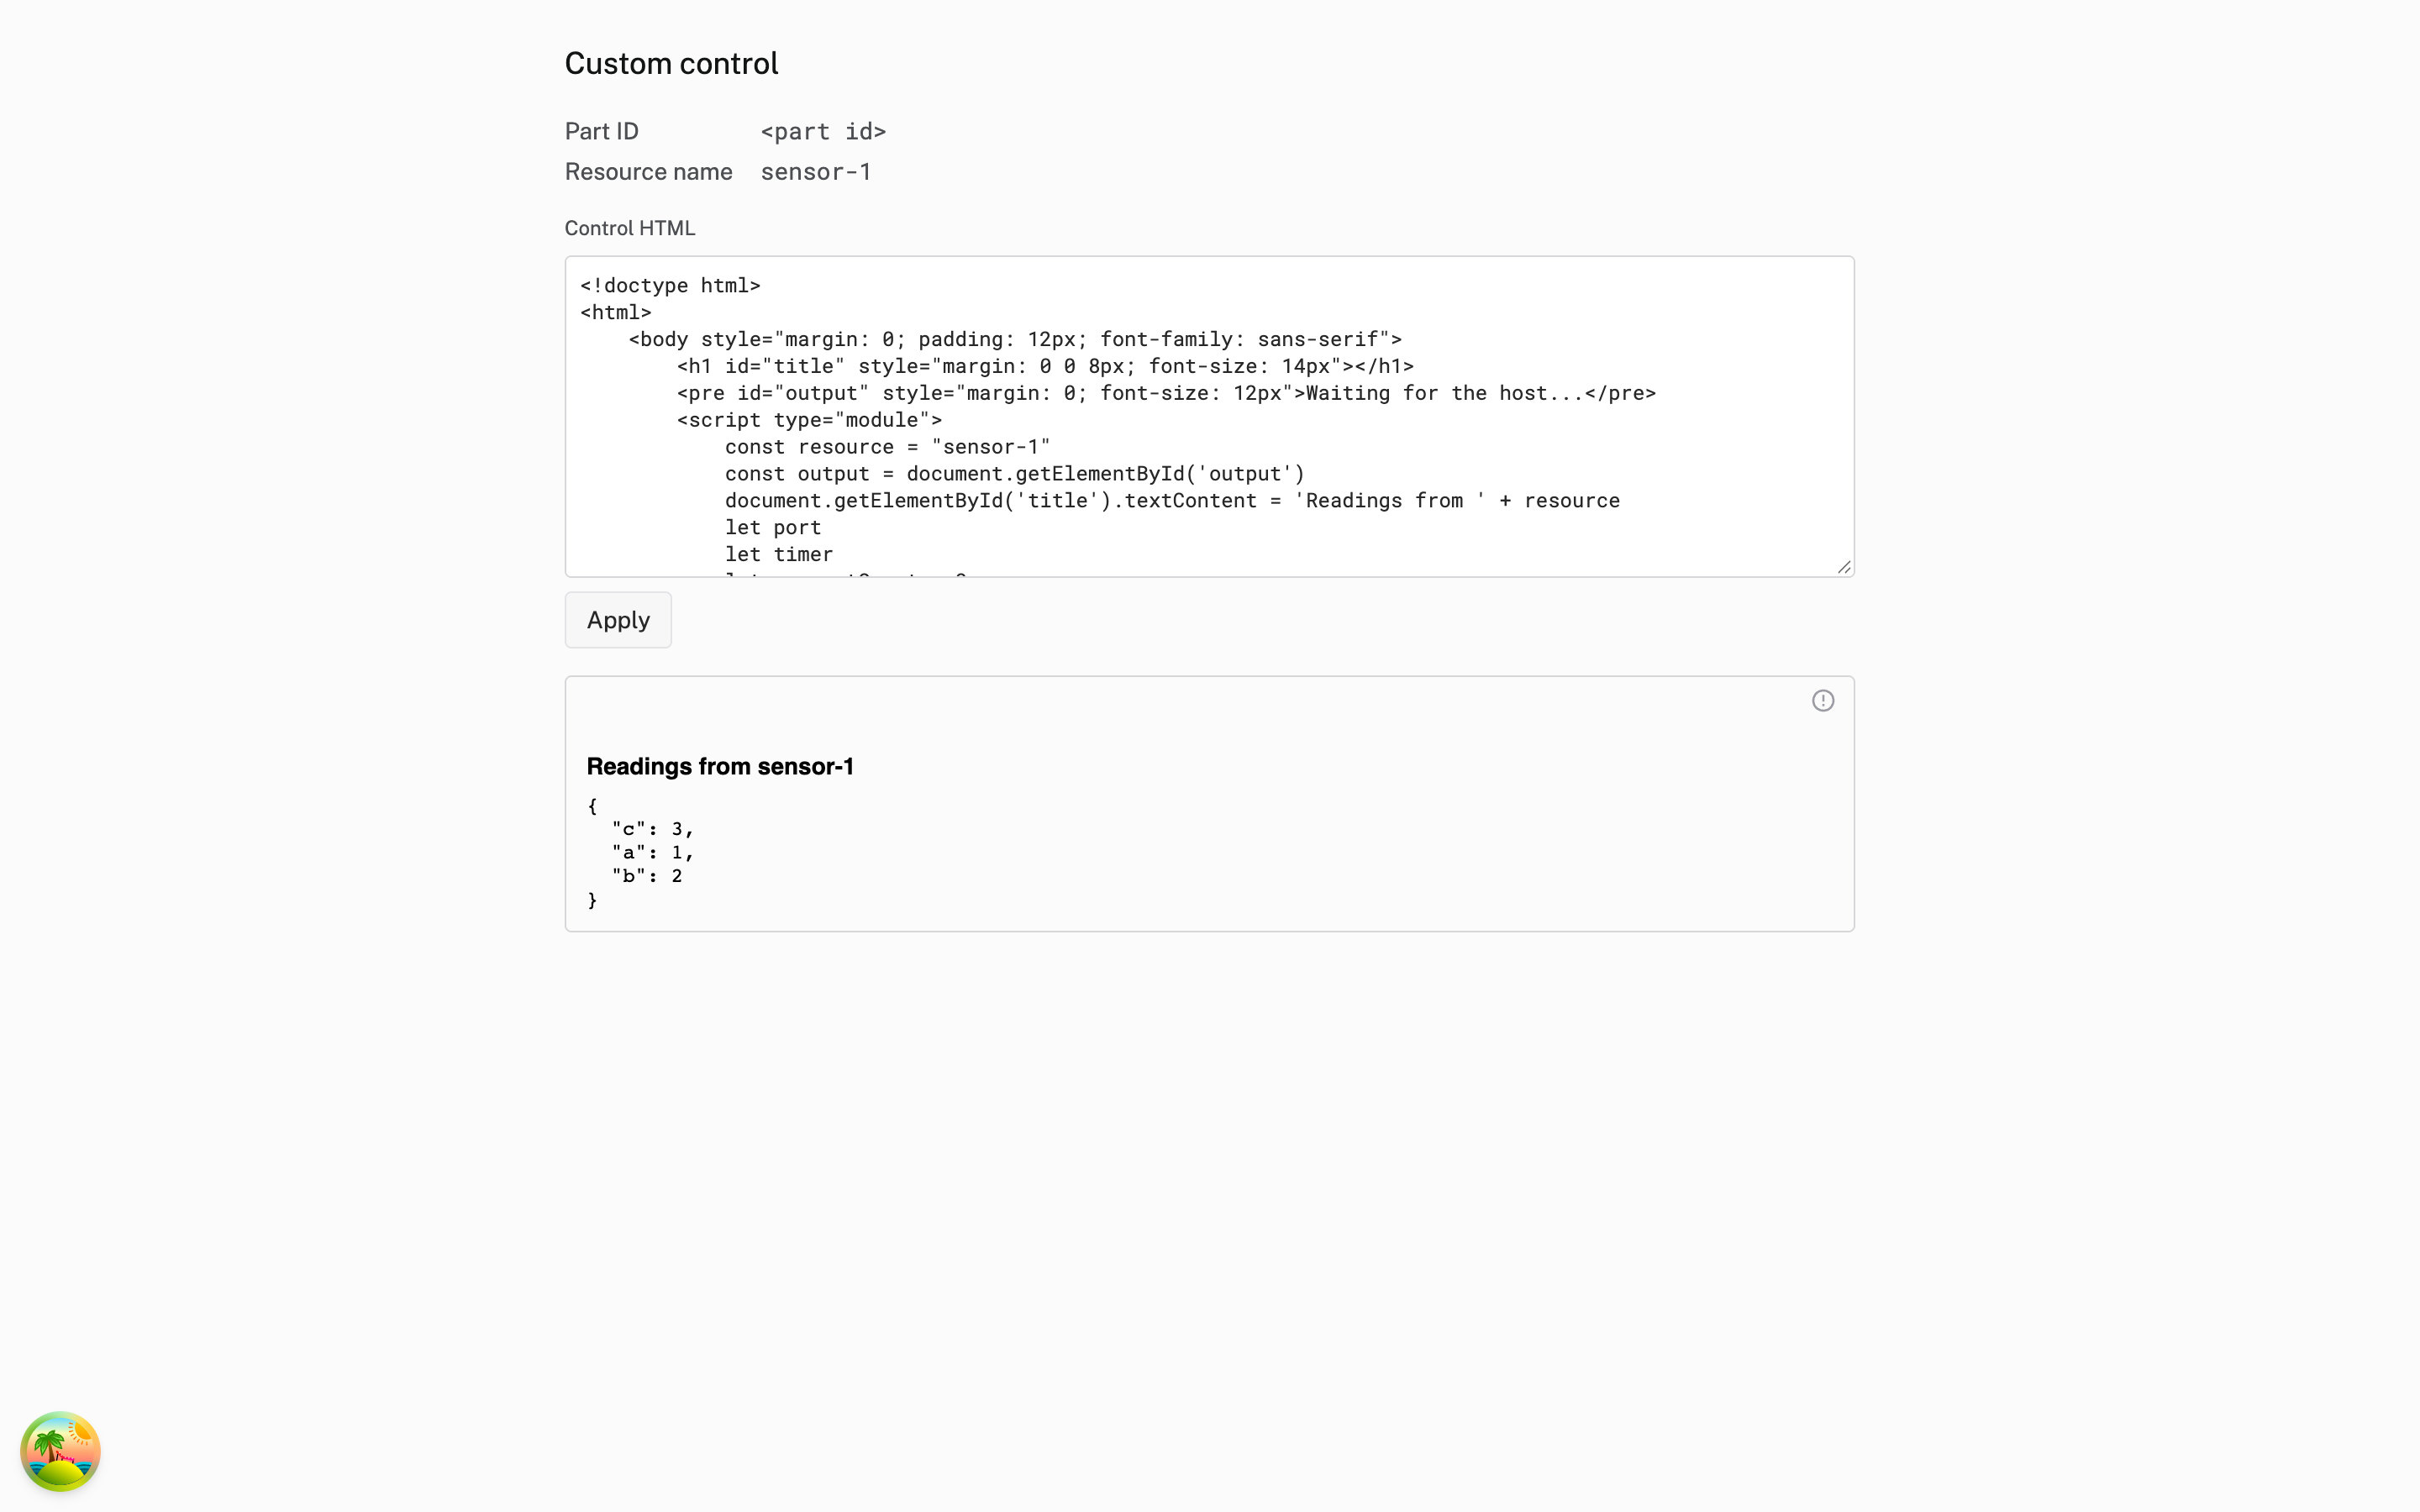 Custom control
Part ID <part id>
Resource name sensor-1
Control HTML
<!doctype html>
<html>
    <body style="margin: 0; padding: 12px; font-family: sans-serif">
        <h1 id="title" style="margin: 0 0 8px; font-size: 14px"></h1>
        <pre id="output" style="margin: 0; font-size: 12px">Waiting for the host...</pre>
        <script type="module">
            const resource = "sensor-1"
            const output = document.getElementById('output')
            document.getElementById('title').textContent = 'Readings from ' + resource
            let port
            let timer
Apply
Readings from sensor-1
{
  "c": 3,
  "a": 1,
  "b": 2
}